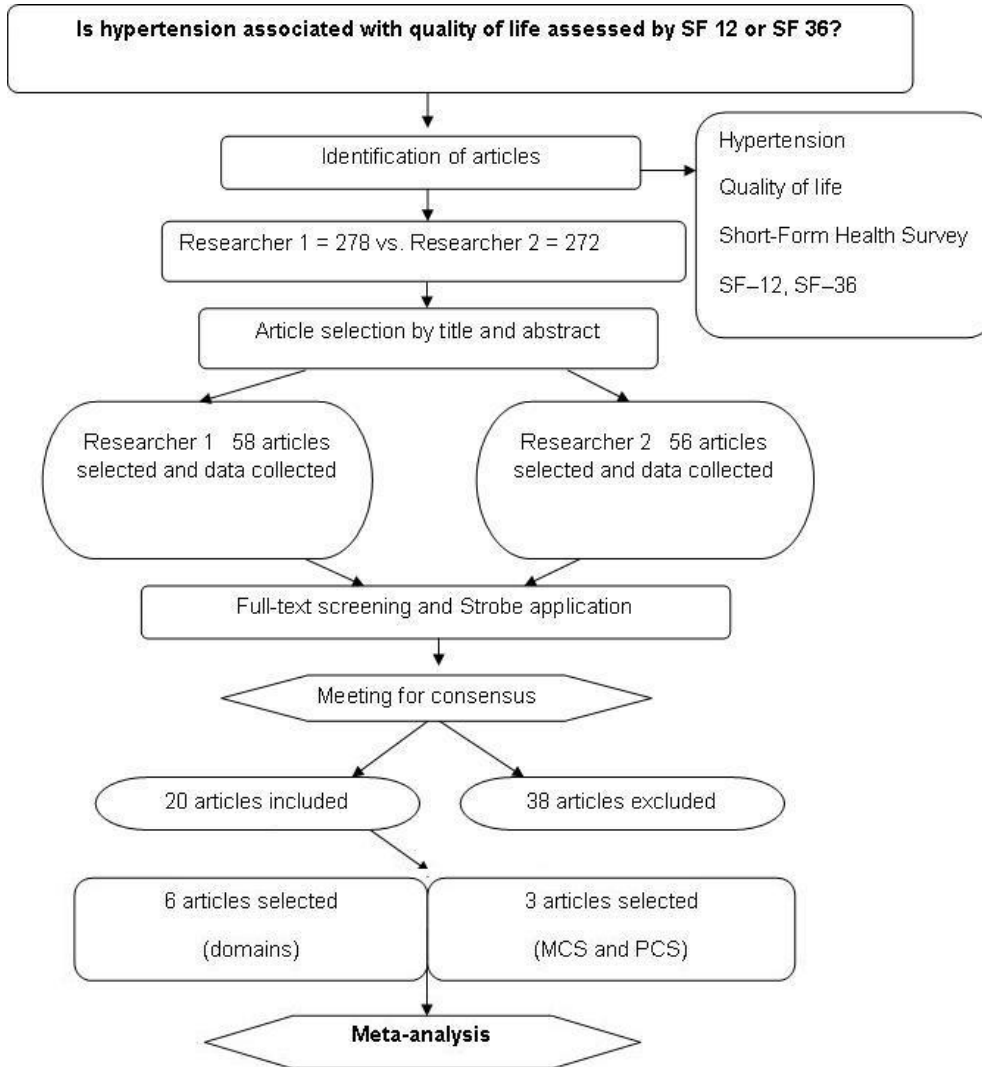 Is hypertension associated with quality of life assessed by SF 12 or SF 36?
Identification of articles
Hypertension
Quality of life
Short-Form Health Survey
SF–12, SF–36
Researcher 1 = 278 vs. Researcher 2 = 272
Article selection by title and abstract
Researcher 1 58 articles
selected and data collected
Researcher 2 56 articles
selected and data collected
Full-text screening and Strobe application
Meeting for consensus
20 articles included
38 articles excluded
6 articles selected
(domains)
3 articles selected
(MCS and PCS)
Meta-analysis